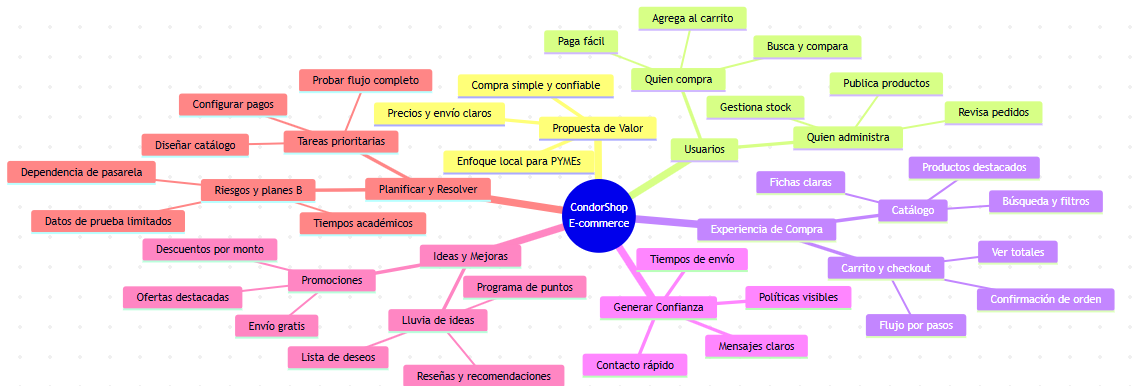 CondorShop
E-commerce
Propuesta de Valor
Compra simple y confiable
Precios y envío claros
Enfoque local para PYMEs
Usuarios
Quien compra
Paga fácil
Agrega al carrito
Busca y compara
Quien administra
Gestiona stock
Publica productos
Revisa pedidos
Experiencia de Compra
Catálogo
Fichas claras
Productos destacados
Búsqueda y filtros
Carrito y checkout
Ver totales
Confirmación de orden
Flujo por pasos
Generar Confianza
Tiempos de envío
Políticas visibles
Mensajes claros
Contacto rápido
Ideas y Mejoras
Lluvia de ideas
Programa de puntos
Reseñas y recomendaciones
Lista de deseos
Promociones
Descuentos por monto
Ofertas destacadas
Envío gratis
Planificar y Resolver
Riesgos y planes B
Dependencia de pasarela
Datos de prueba limitados
Tiempos académicos
Tareas prioritarias
Diseñar catálogo
Configurar pagos
Probar flujo completo